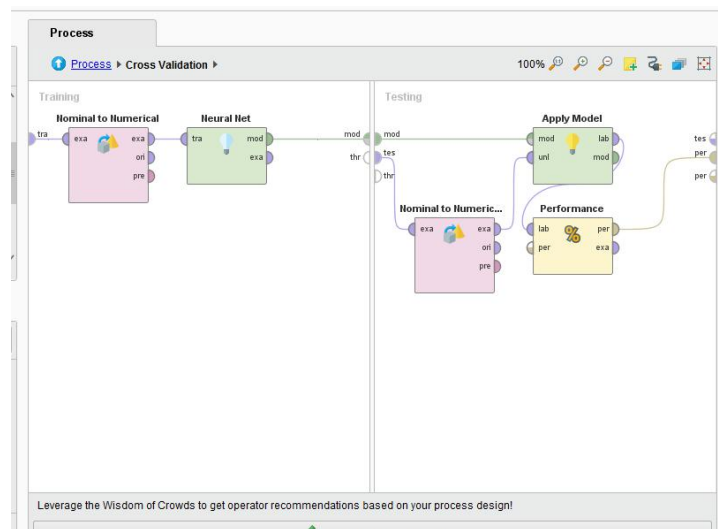 Process
Process ▸ Cross Validation ▸
100%
Training
Nominal to Numerical
Neural Net
tra
exa
exa
ori
pre
tra
mod
exa
mod
thr
Testing
mod
tes
thr
Apply Model
mod
lab
unl
mod
Nominal to Numeric...
exa
exa
ori
pre
Performance
lab
per
per
exa
tes
per
per
Leverage the Wisdom of Crowds to get operator recommendations based on your process design!